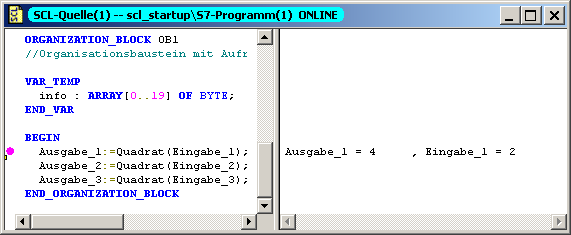 SCL-Quelle(1) -- scl_startup\S7-Programm(1) ONLINE
ORGANIZATION_BLOCK OB1
//Organisationsbaustein mit Aufr
VAR_TEMP
info : ARRAY[0..19] OF BYTE;
END_VAR
BEGIN
Ausgabe_1:=Quadrat(Eingabe_1); Ausgabe_1 = 4 , Eingabe_1 = 2
Ausgabe_2:=Quadrat(Eingabe_2);
Ausgabe_3:=Quadrat(Eingabe_3);
END_ORGANIZATION_BLOCK